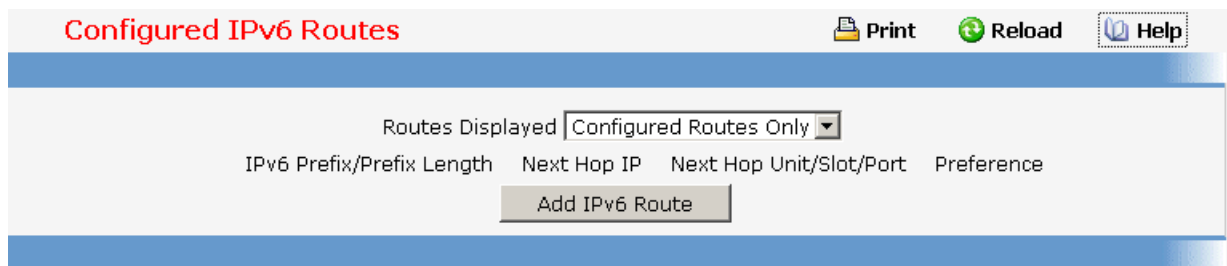 Configured IPv6 Routes Print Reload Help
Routes Displayed Configured Routes Only
IPv6 Prefix/Prefix Length Next Hop IP Next Hop Unit/Slot/Port Preference
Add IPv6 Route